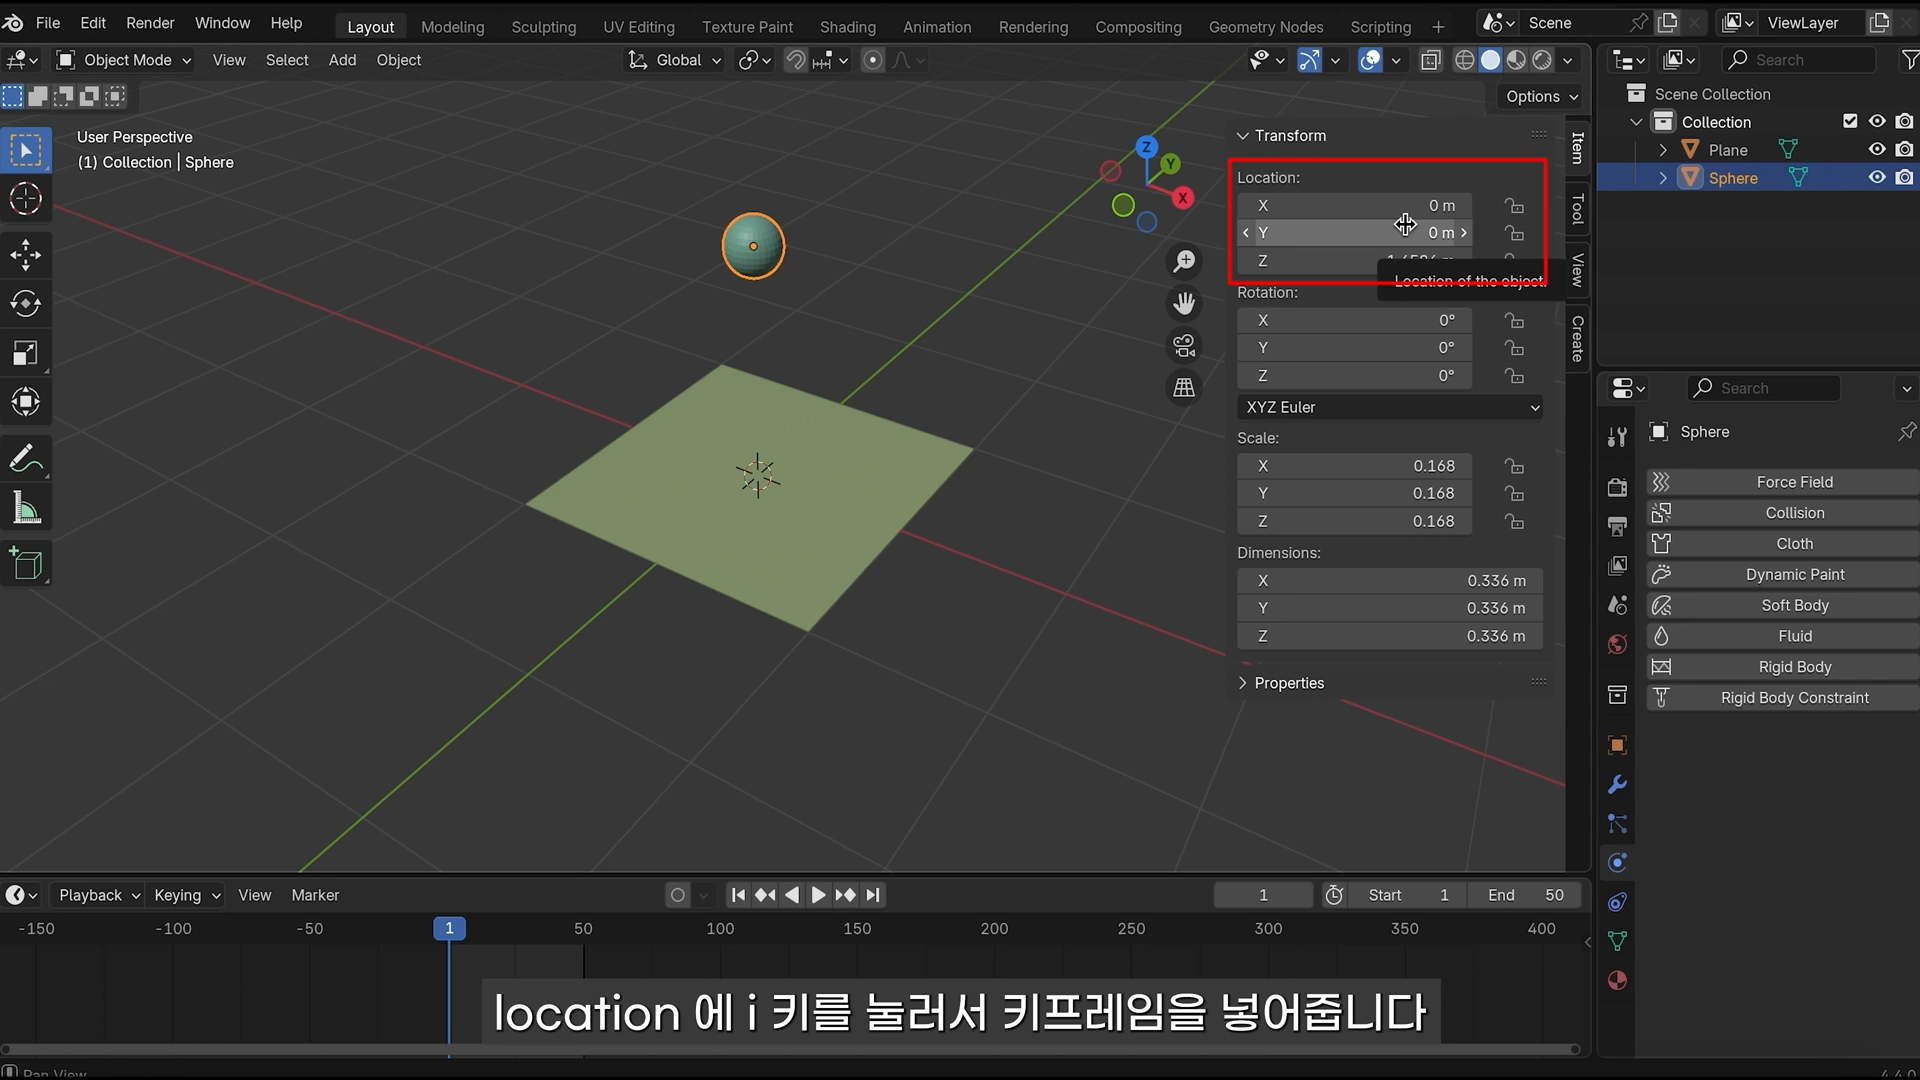 File Edit Render Window Help Layout Modeling Sculpting UV Editing Texture Paint Shading Animation Rendering Compositing Geometry Nodes Scripting + Scene ViewLayer
Object Mode View Select Add Object Global Search
Options
User Perspective
(1) Collection | Sphere
Z
Y
X
Transform
Location:
X 0 m
Y 0 m
Z
Location of the object.
Rotation:
X 0°
Y 0°
Z 0°
XYZ Euler
Scale:
X 0.168
Y 0.168
Z 0.168
Dimensions:
X 0.336 m
Y 0.336 m
Z 0.336 m
Properties
Item
Tool
View
Create
Scene Collection
Collection
Plane
Sphere
Search
Sphere
Force Field
Collision
Cloth
Dynamic Paint
Soft Body
Fluid
Rigid Body
Rigid Body Constraint
Playback Keying View Marker 1 Start 1 End 50
-150 -100 -50 1 50 100 150 200 250 300 350 400
location 에 i 키를 눌러서 키프레임을 넣어줍니다
Pan View 4.4.0